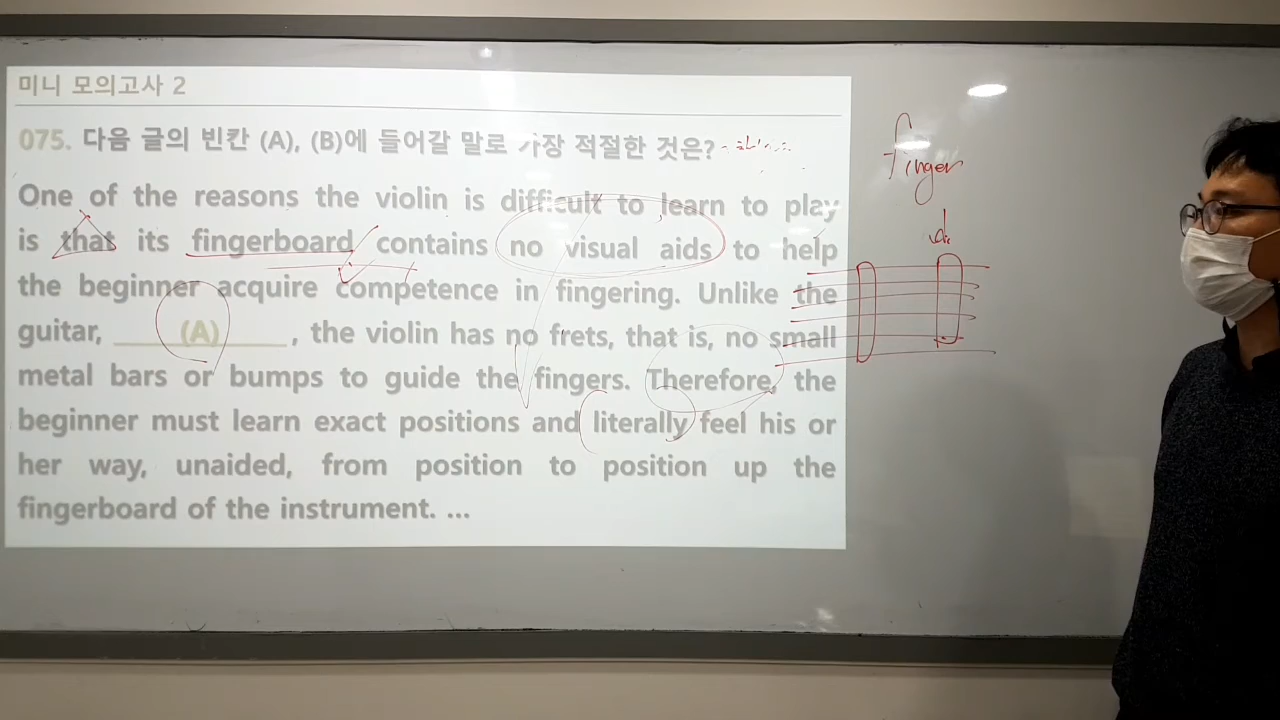 미니 모의고사 2
075. 다음 글의 빈칸 (A), (B)에 들어갈 말로 가장 적절한 것은?
One of the reasons the violin is difficult to learn to play
is that its fingerboard contains no visual aids to help
the beginner acquire competence in fingering. Unlike the
guitar, ______(A)______, the violin has no frets, that is, no small
metal bars or bumps to guide the fingers. Therefore, the
beginner must learn exact positions and literally feel his or
her way, unaided, from position to position up the
fingerboard of the instrument. ...
f
finger